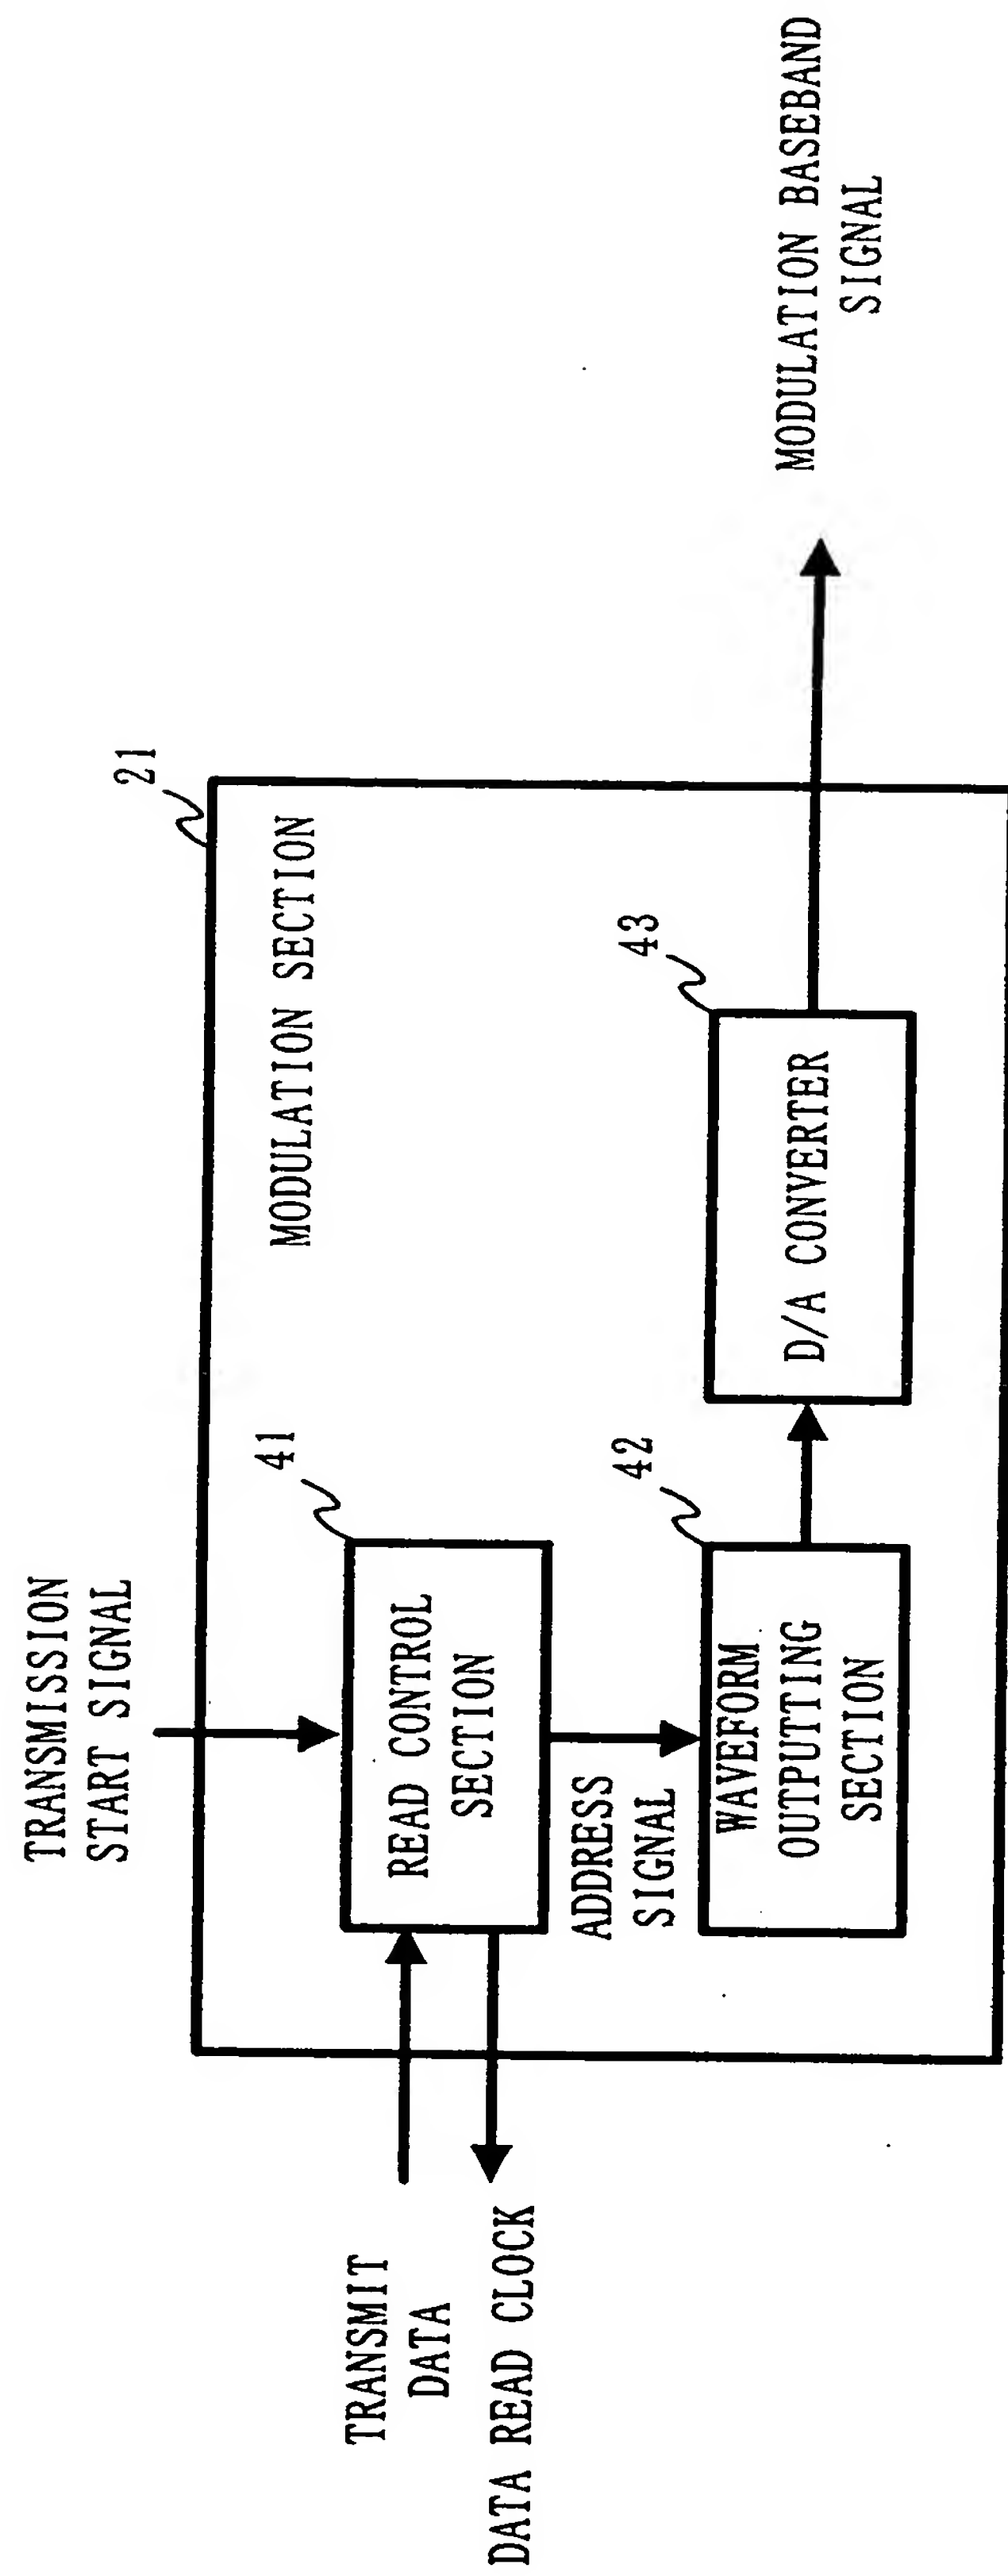 TRANSMISSION
START SIGNAL
21
MODULATION SECTION
41
TRANSMIT
DATA
READ CONTROL
SECTION
DATA READ CLOCK
ADDRESS
SIGNAL
42
43
WAVEFORM
OUTPUTING
SECTION
D/A CONVERTER
MODULATION BASEBAND
SIGNAL